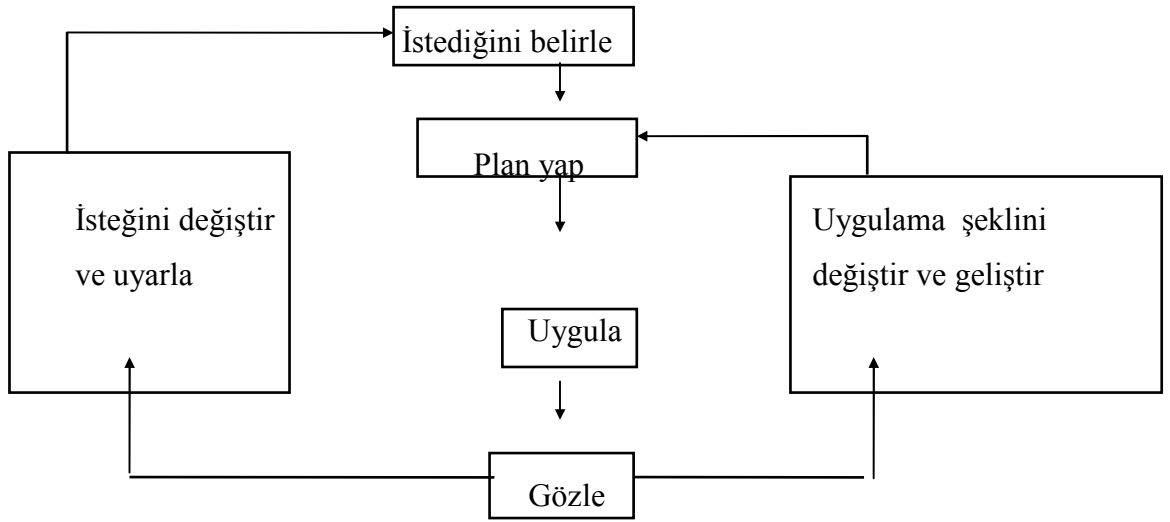 İstediğini belirle
Plan yap
İsteğini değiştir
ve uyarla
Uygulama şeklini
değiştir ve geliştir
Uygula
Gözle